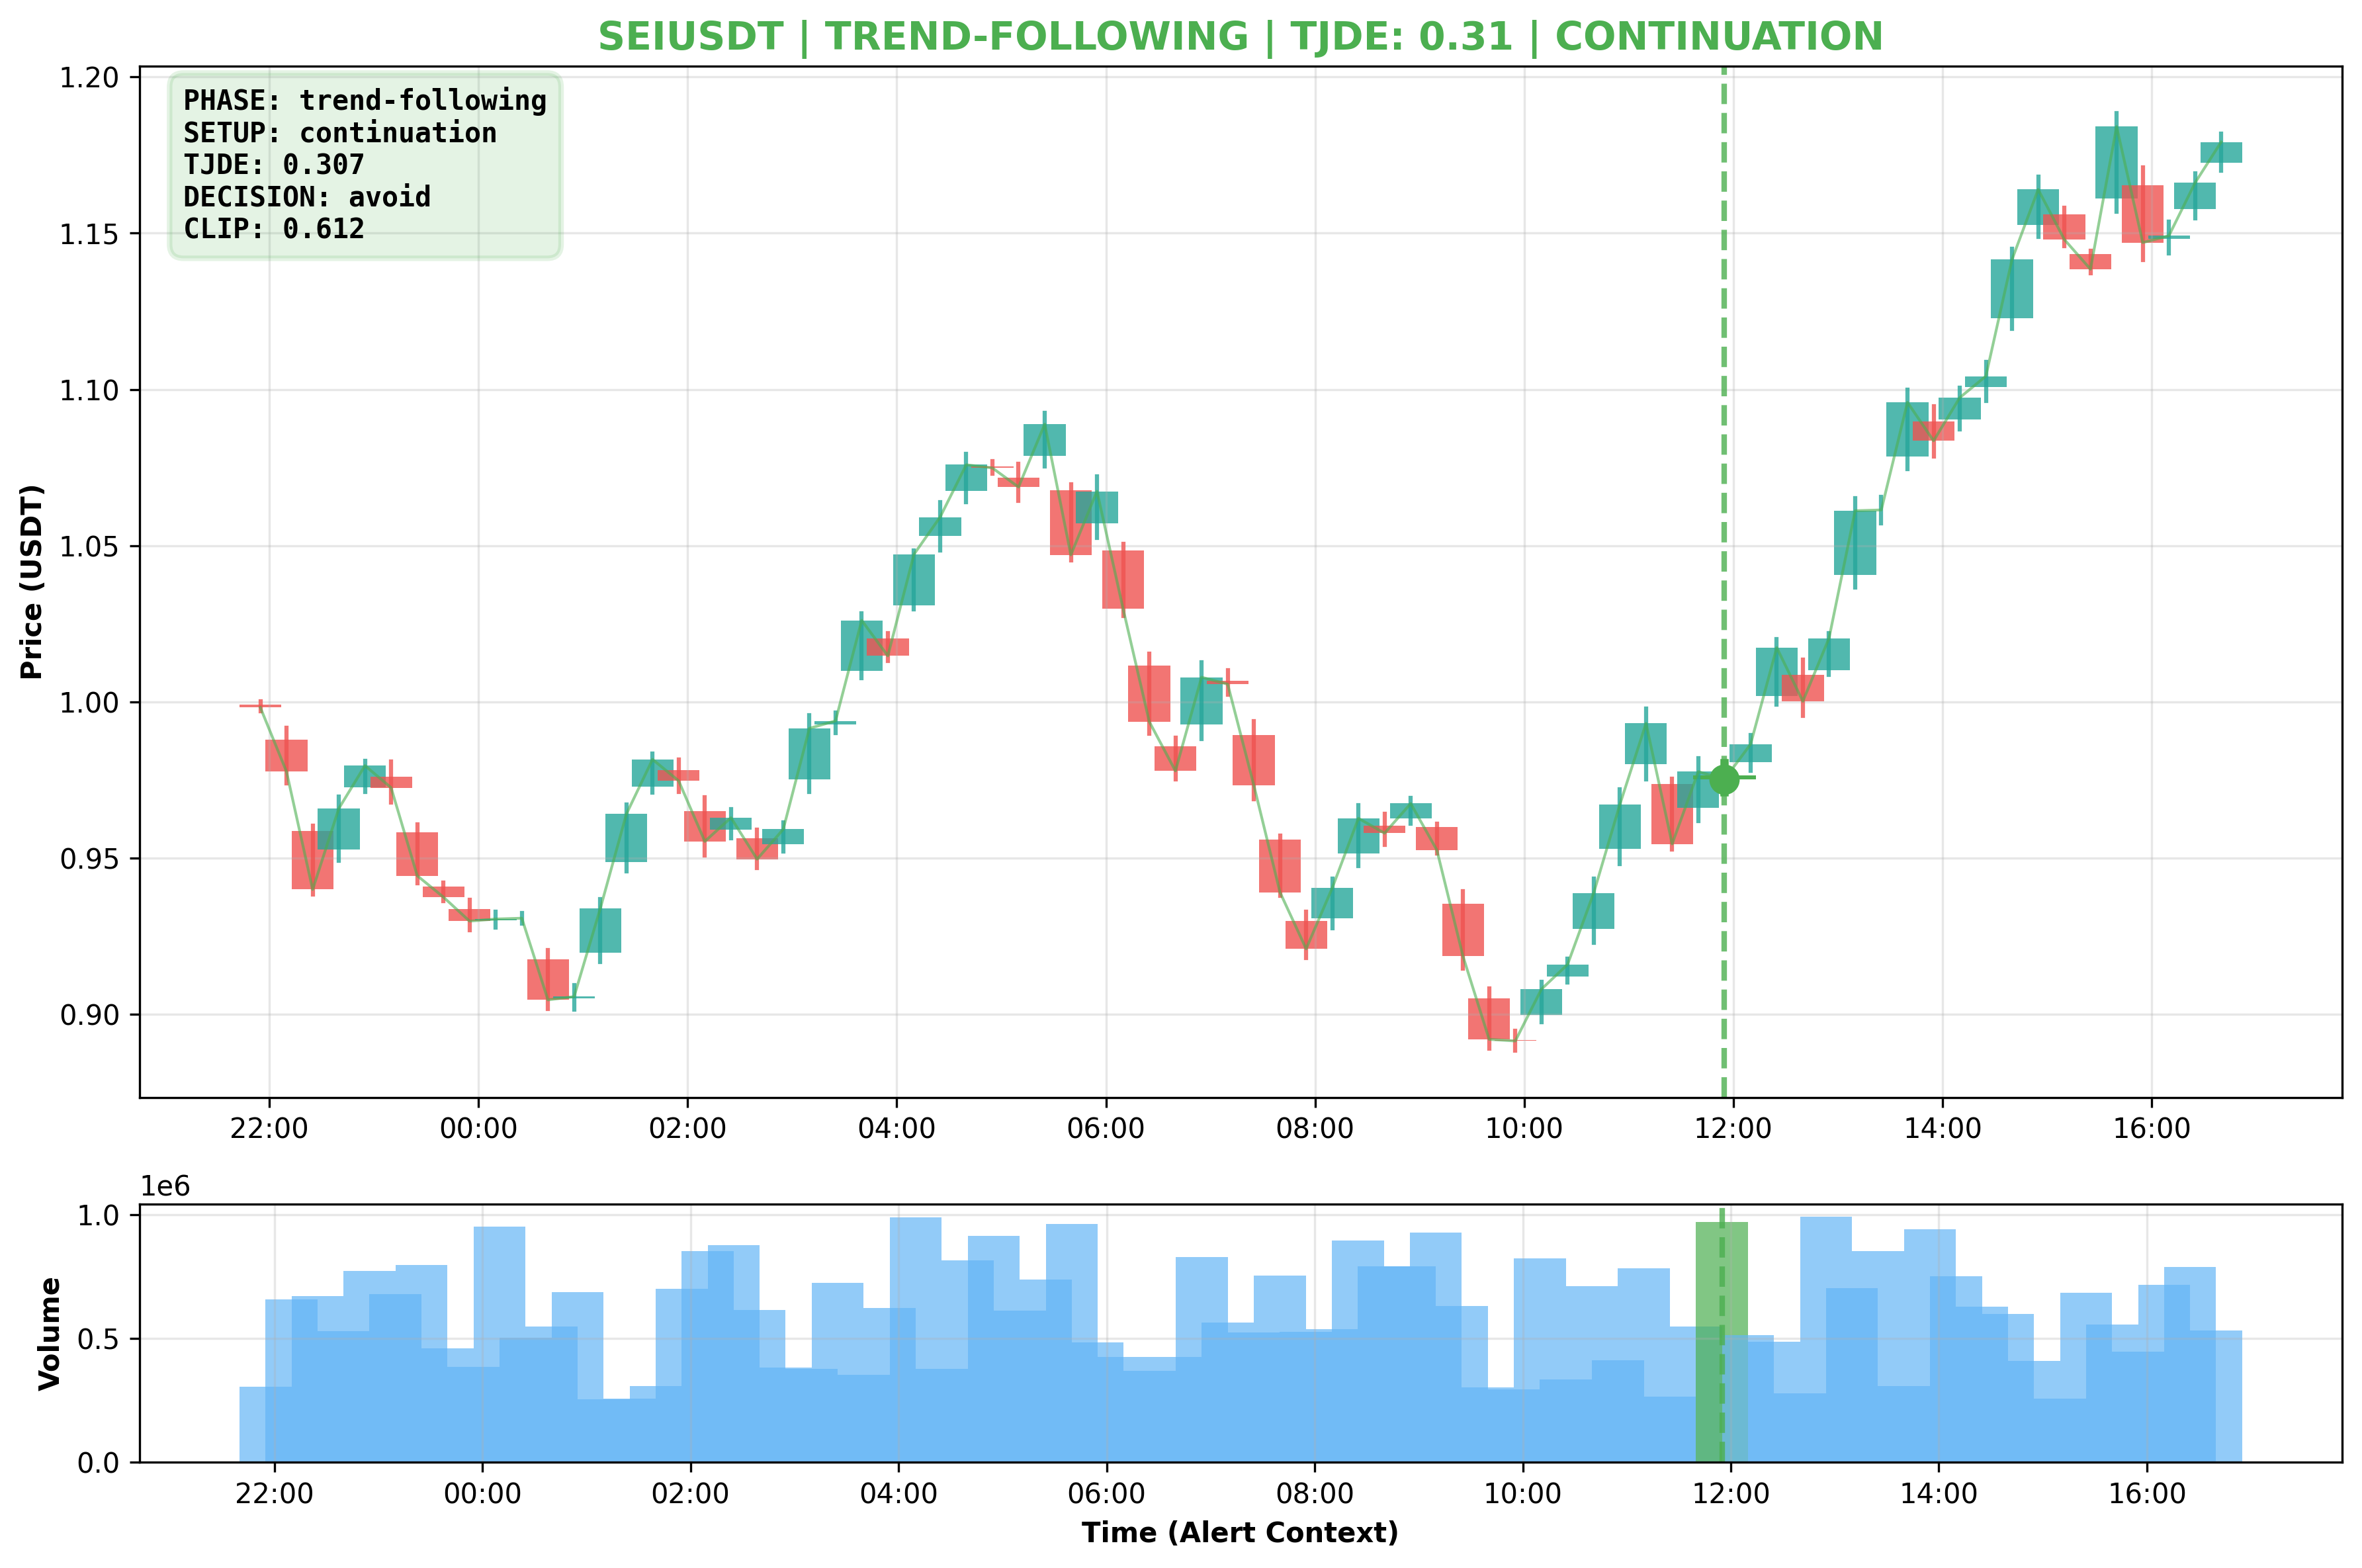 SEIUSDT | TREND-FOLLOWING | TJDE: 0.31 | CONTINUATION
PHASE: trend-following
SETUP: continuation
TJDE: 0.307
DECISION: avoid
CLIP: 0.612
Price (USDT)
1.20
1.15
1.10
1.05
1.00
0.95
0.90
22:00 00:00 02:00 04:00 06:00 08:00 10:00 12:00 14:00 16:00
1e6
Volume
1.0
0.5
0.0
22:00 00:00 02:00 04:00 06:00 08:00 10:00 12:00 14:00 16:00
Time (Alert Context)